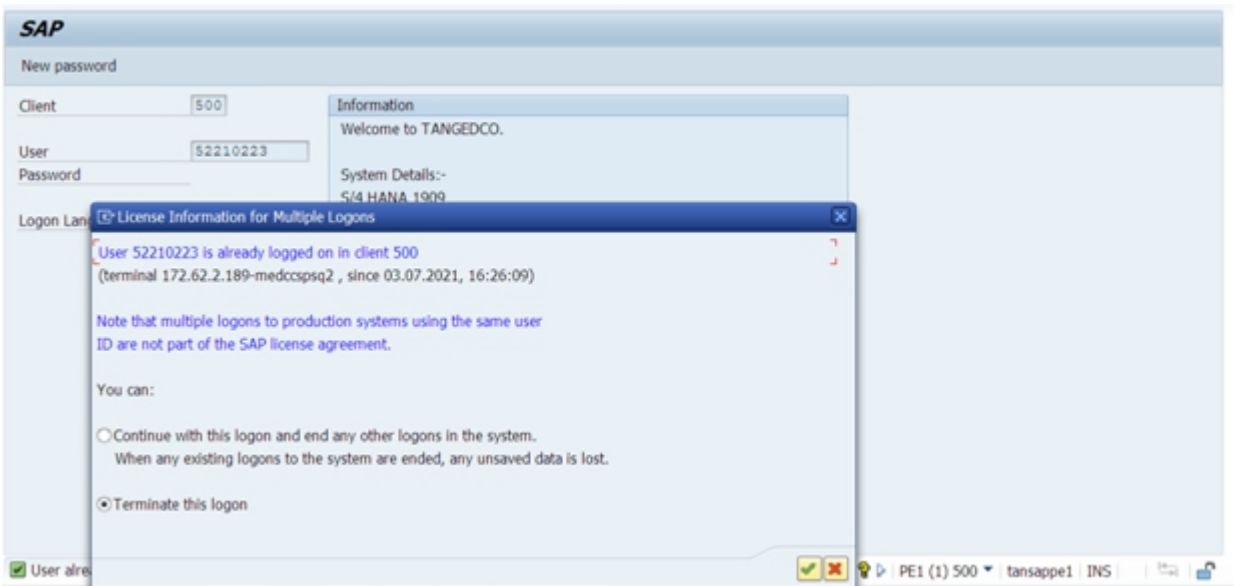 SAP
New password
Client 500
Information
Welcome to TANGEDCO.
User 52210223
Password
System Details:-
S/4 HANA 1909
Logon Lan
License Information for Multiple Logons
User 52210223 is already logged on in client 500
(terminal 172.62.2.189-medccspsq2 , since 03.07.2021, 16:26:09)
Note that multiple logons to production systems using the same user
ID are not part of the SAP license agreement.
You can:
Continue with this logon and end any other logons in the system.
When any existing logons to the system are ended, any unsaved data is lost.
Terminate this logon
User alre
PE1 (1) 500 tansappe1 INS